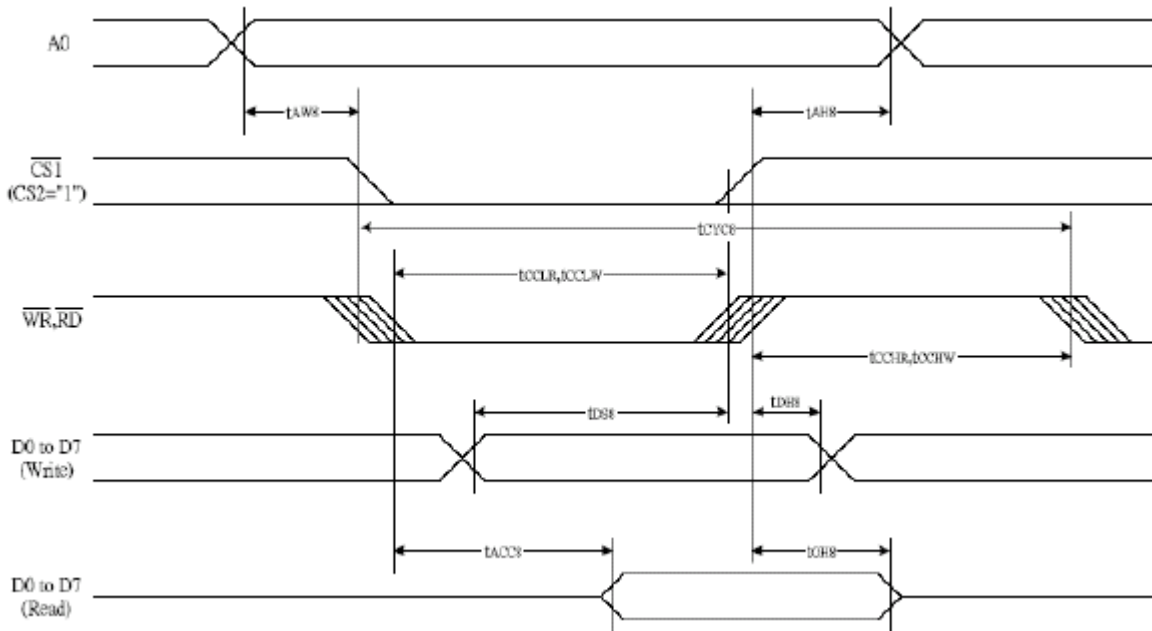 A0
tAW8
tAH8
CS1
(CS2="1")
tCYC8
tCCLR,tCCLW
WR,RD
tCCHR,tCCHW
tDS8
tDH8
D0 to D7
(Write)
tACC8
tOH8
D0 to D7
(Read)